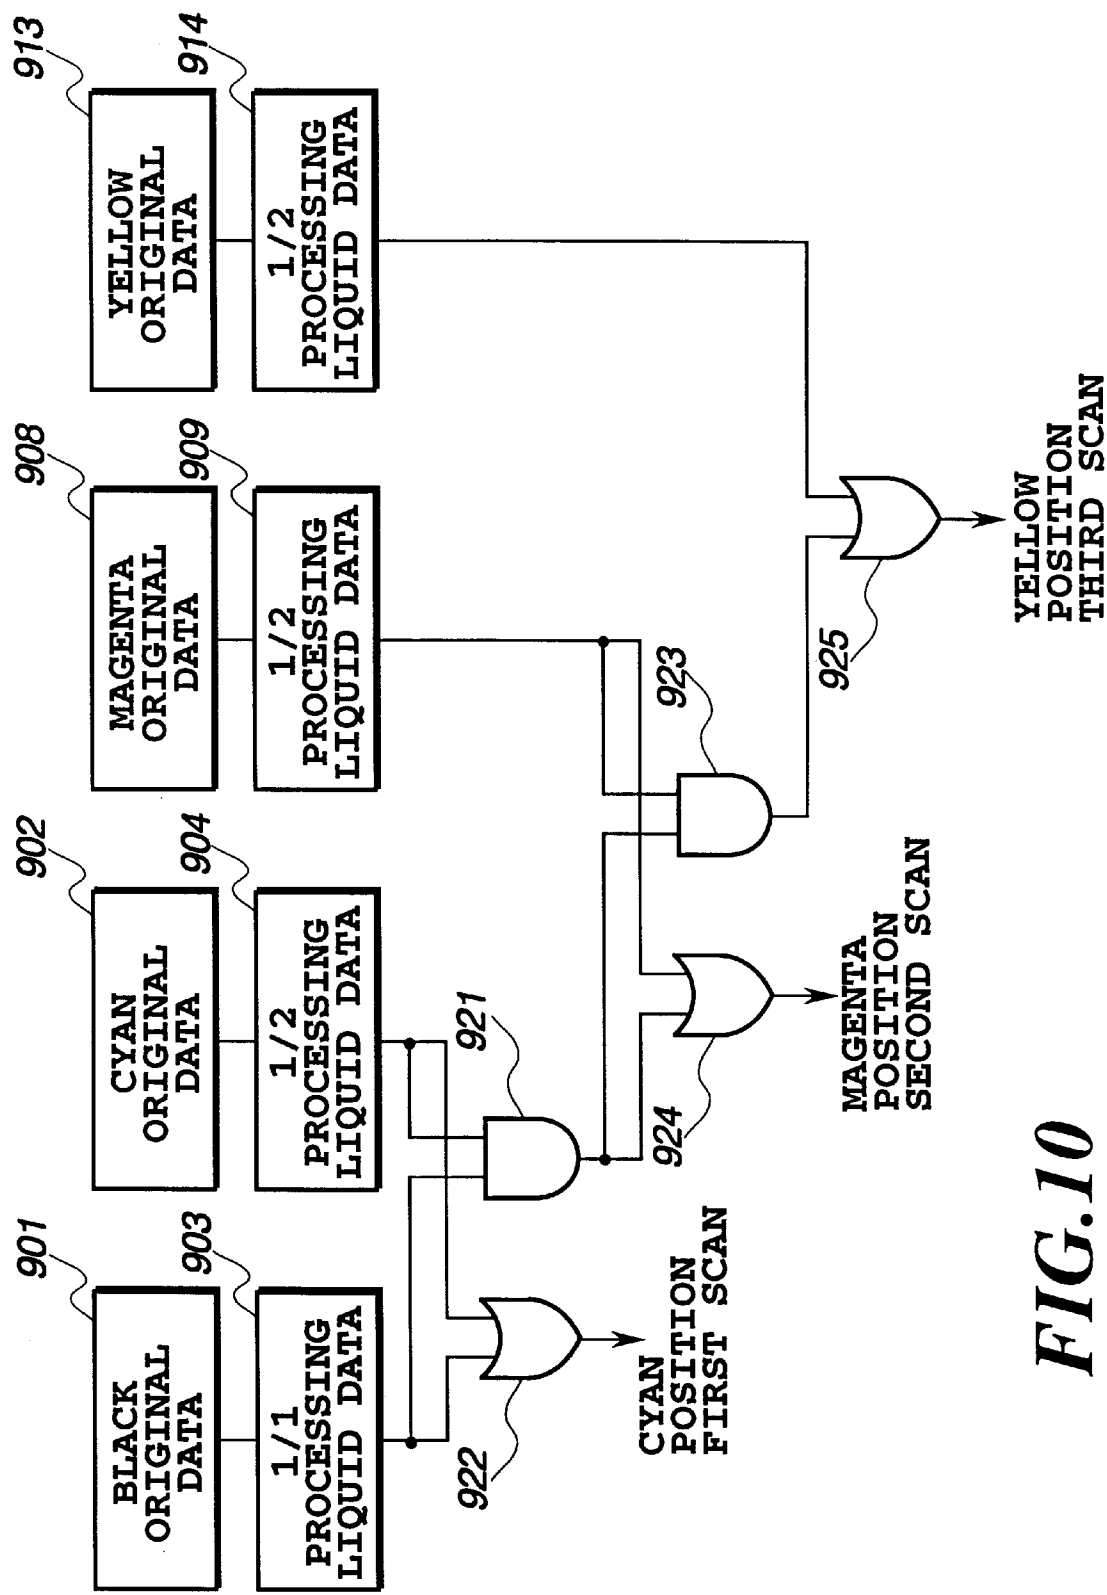 901
BLACK
ORIGINAL
DATA
903
1/1
PROCESSING
LIQUID DATA
902
CYAN
ORIGINAL
DATA
904
1/2
PROCESSING
LIQUID DATA
908
MAGENTA
ORIGINAL
DATA
909
1/2
PROCESSING
LIQUID DATA
913
YELLOW
ORIGINAL
DATA
914
1/2
PROCESSING
LIQUID DATA
921
922
923
924
925
CYAN
POSITION
FIRST SCAN
MAGENTA
POSITION
SECOND SCAN
YELLOW
POSITION
THIRD SCAN
FIG.10